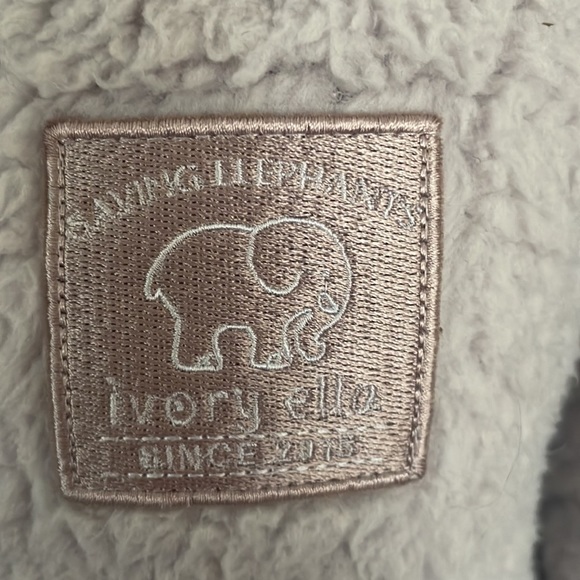 SAVING ELEPHANTS
ivory ella
SINCE 2015